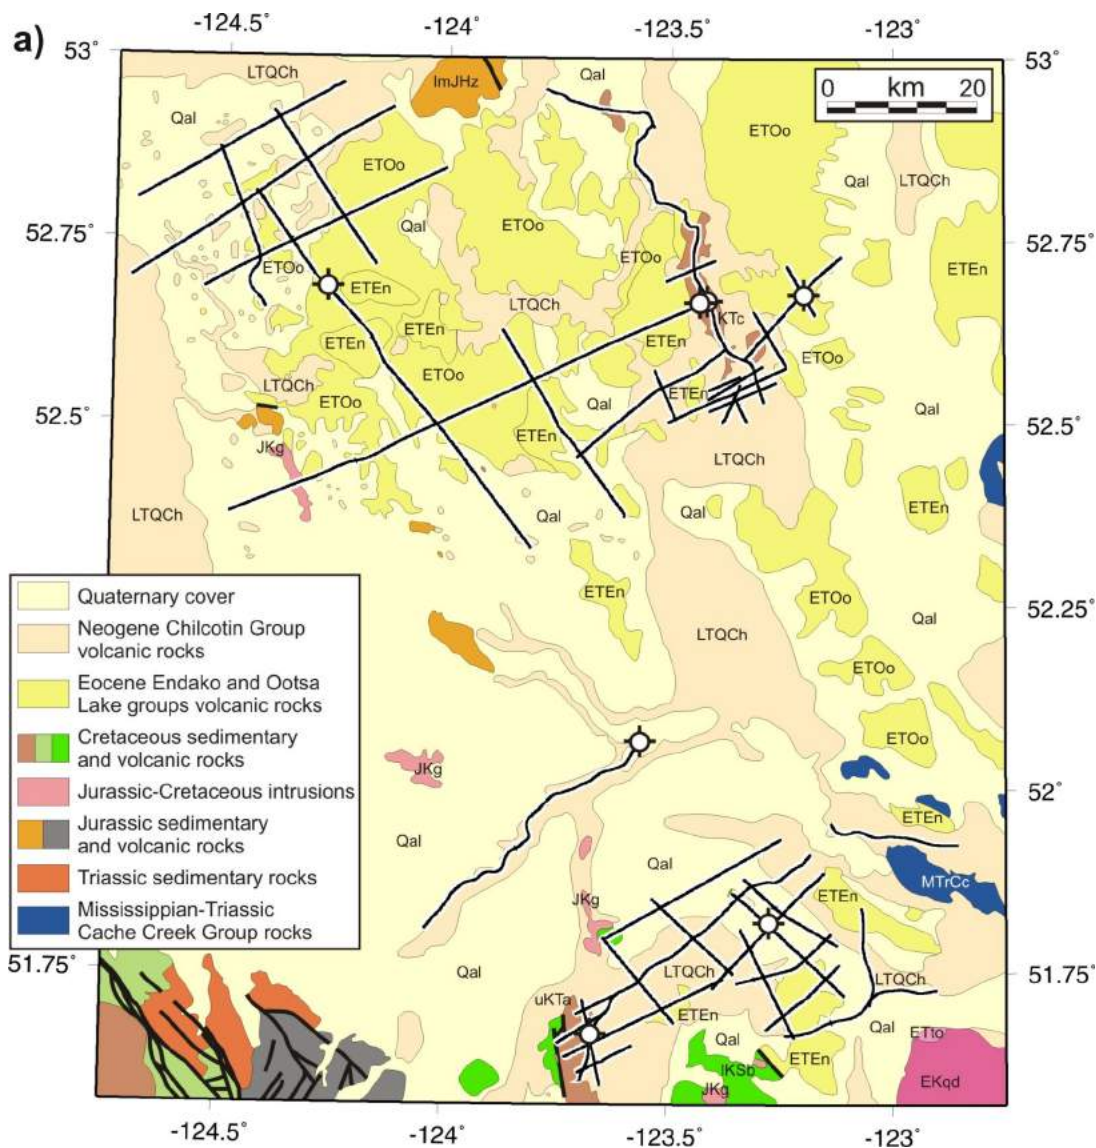 a)
-124.5˚ -124˚ -123.5˚ -123˚
53˚ 53˚
0 km 20
LTQCh
lmJHz
Qal
Qal
ETOo
Qal
ETOo
Qal
LTQCh
52.75˚ 52.75˚
ETOo
Qal
ETOo
ETOo
ETEn
ETEn
LTQCh
KTc
ETEn
ETEn
ETEn
ETOo
ETOo
LTQCh
ETOo
ETEn
Qal
Qal
52.5˚ 52.5˚
JKg
ETEn
LTQCh
LTQCh
Qal
Qal
ETEn
ETEn
ETOo
52.25˚
Qal
LTQCh
ETOo
ETOo
JKg
52˚
ETEn
Qal
Qal
MTrCc
ETEn
JKg
51.75˚ 51.75˚
Qal
LTQCh
LTQCh
uKTa
ETEn
Qal
Qal
ETto
lKSb
ETEn
JKg
EKqd
Quaternary cover
Neogene Chilcotin Group
volcanic rocks
Eocene Endako and Ootsa
Lake groups volcanic rocks
Cretaceous sedimentary
and volcanic rocks
Jurassic-Cretaceous intrusions
Jurassic sedimentary
and volcanic rocks
Triassic sedimentary rocks
Mississippian-Triassic
Cache Creek Group rocks
-124.5˚ -124˚ -123.5˚ -123˚